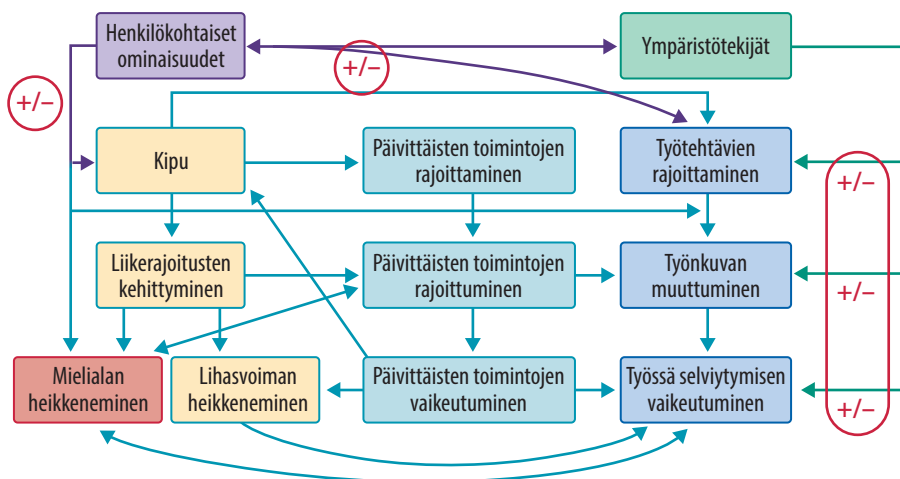 Henkilökohtaiset
ominaisuudet
Ympäristötekijät
+/–
+/–
Kipu
Päivittäisten toimintojen
rajoittaminen
Työtehtävien
rajoittaminen
+/–
Liikerajoitusten
kehittyminen
Päivittäisten toimintojen
rajoittuminen
Työnkuvan
muuttuminen
+/–
Mielialan
heikkeneminen
Lihasvoiman
heikkeneminen
Päivittäisten toimintojen
vaikeutuminen
Työssä selviytymisen
vaikeutuminen
+/–